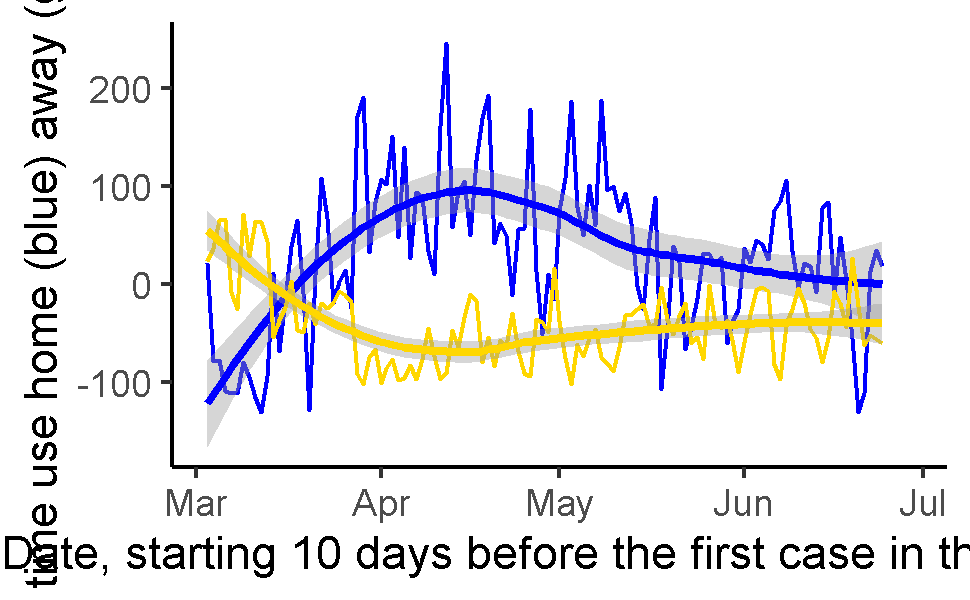 time use home (blue) away (
200
100
0
-100
Mar Apr May Jun Jul
Date, starting 10 days before the first case in th